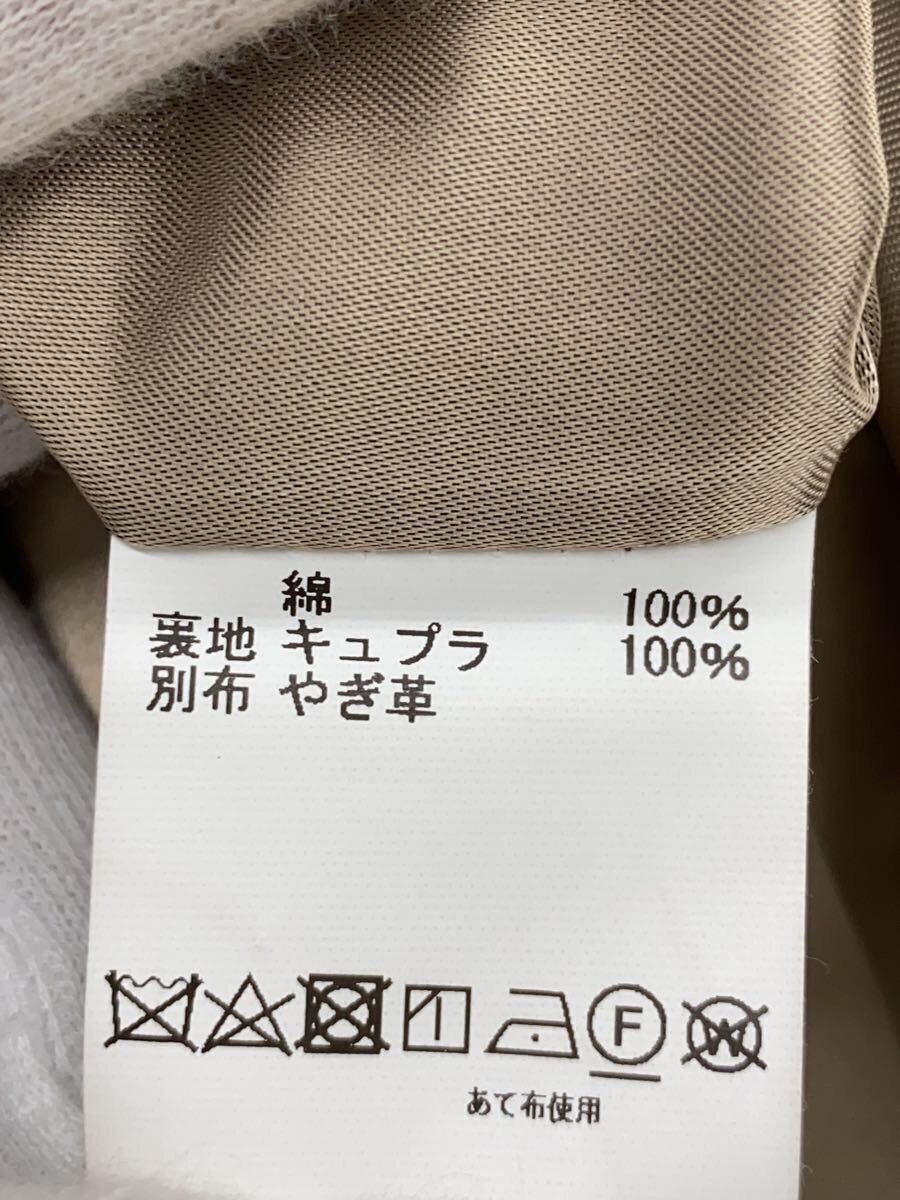 綿 100%
裏地 キュプラ 100%
別布 やぎ革
F
W
あて布使用